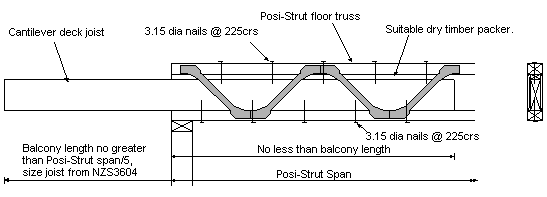 Posi-Strut floor truss
Cantilever deck joist
3.15 dia nails @ 225crs
Suitable dry timber packer.
3.15 dia nails @ 225crs
Balcony length no greater
than Posi-Strut span/5,
size joist from NZS3604
No less than balcony length
Posi-Strut Span